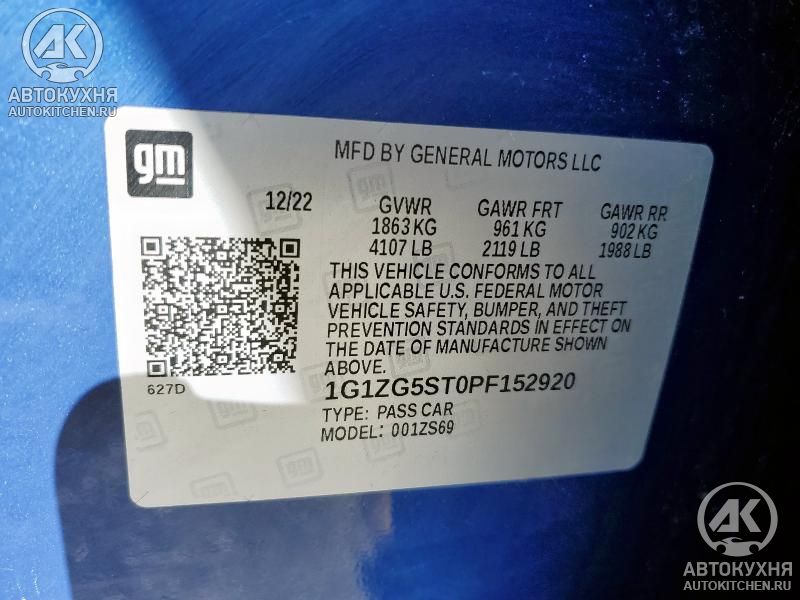 АК
АВТОКУХНЯ
AUTOKITCHEN.RU
gm
MFD BY GENERAL MOTORS LLC
12/22 GVWR GAWR FRT GAWR RR
1863 KG 961 KG 902 KG
4107 LB 2119 LB 1988 LB
THIS VEHICLE CONFORMS TO ALL
APPLICABLE U.S. FEDERAL MOTOR
VEHICLE SAFETY, BUMPER, AND THEFT
PREVENTION STANDARDS IN EFFECT ON
THE DATE OF MANUFACTURE SHOWN
ABOVE.
627D
1G1ZG5ST0PF152920
TYPE: PASS CAR
MODEL: 001ZS69
gm
АК
АВТОКУХНЯ
AUTOKITCHEN.RU